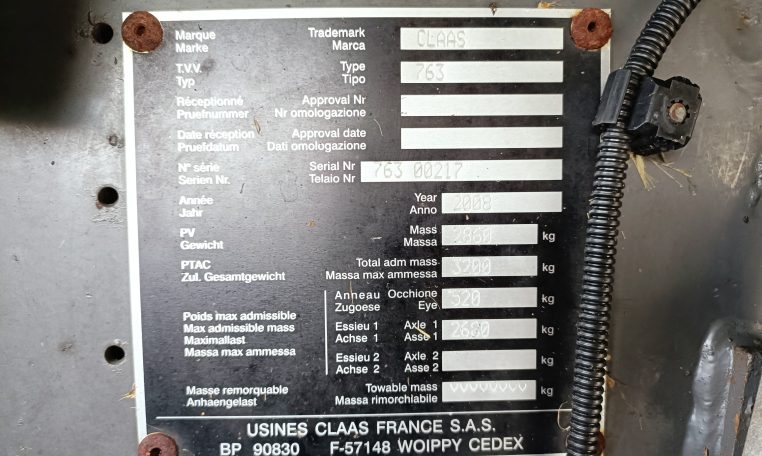 Marque Trademark CLAAS
Marke Marca
T.V.V. Type 763
Typ Tipo
Réceptionné Approval Nr
Pruefnummer Nr omologazione
Date réception Approval date
Pruefdatum Dati omologazione
N° série Serial Nr 763 00217
Serien Nr. Telaio Nr
Année Year 2008
Jahr Anno
PV Mass kg
Gewicht Massa
PTAC Total adm mass 3200 kg
Zul. Gesamtgewicht Massa max ammessa
Anneau Occhione 520 kg
Zugoese Eye
Poids max admissible
Max admissible mass
Maximallast
Massa max ammessa
Essieu 1 Axle 1 2680 kg
Achse 1 Asse 1
Essieu 2 Axle 2 kg
Achse 2 Asse 2
Masse remorquable Towable mass kg
Anhaengelast Massa rimorchiabile
USINES CLAAS FRANCE S.A.S.
BP 90830 F-57148 WOIPPY CEDEX